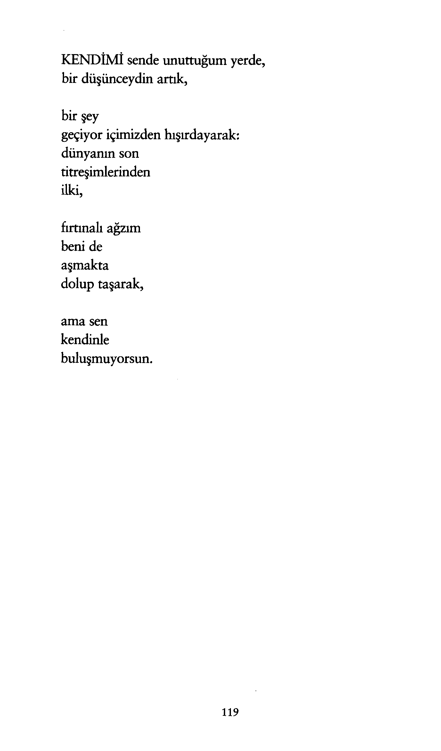 KENDİMİ sende unuttuğum yerde,
bir düşünceydin artık,
bir şey
geçiyor içimizden hışırdayarak:
dünyanın son
titreşimlerinden
ilki,
fırtınalı ağzım
beni de
aşmakta
dolup taşarak,
ama sen
kendinle
buluşmuyorsun.
119